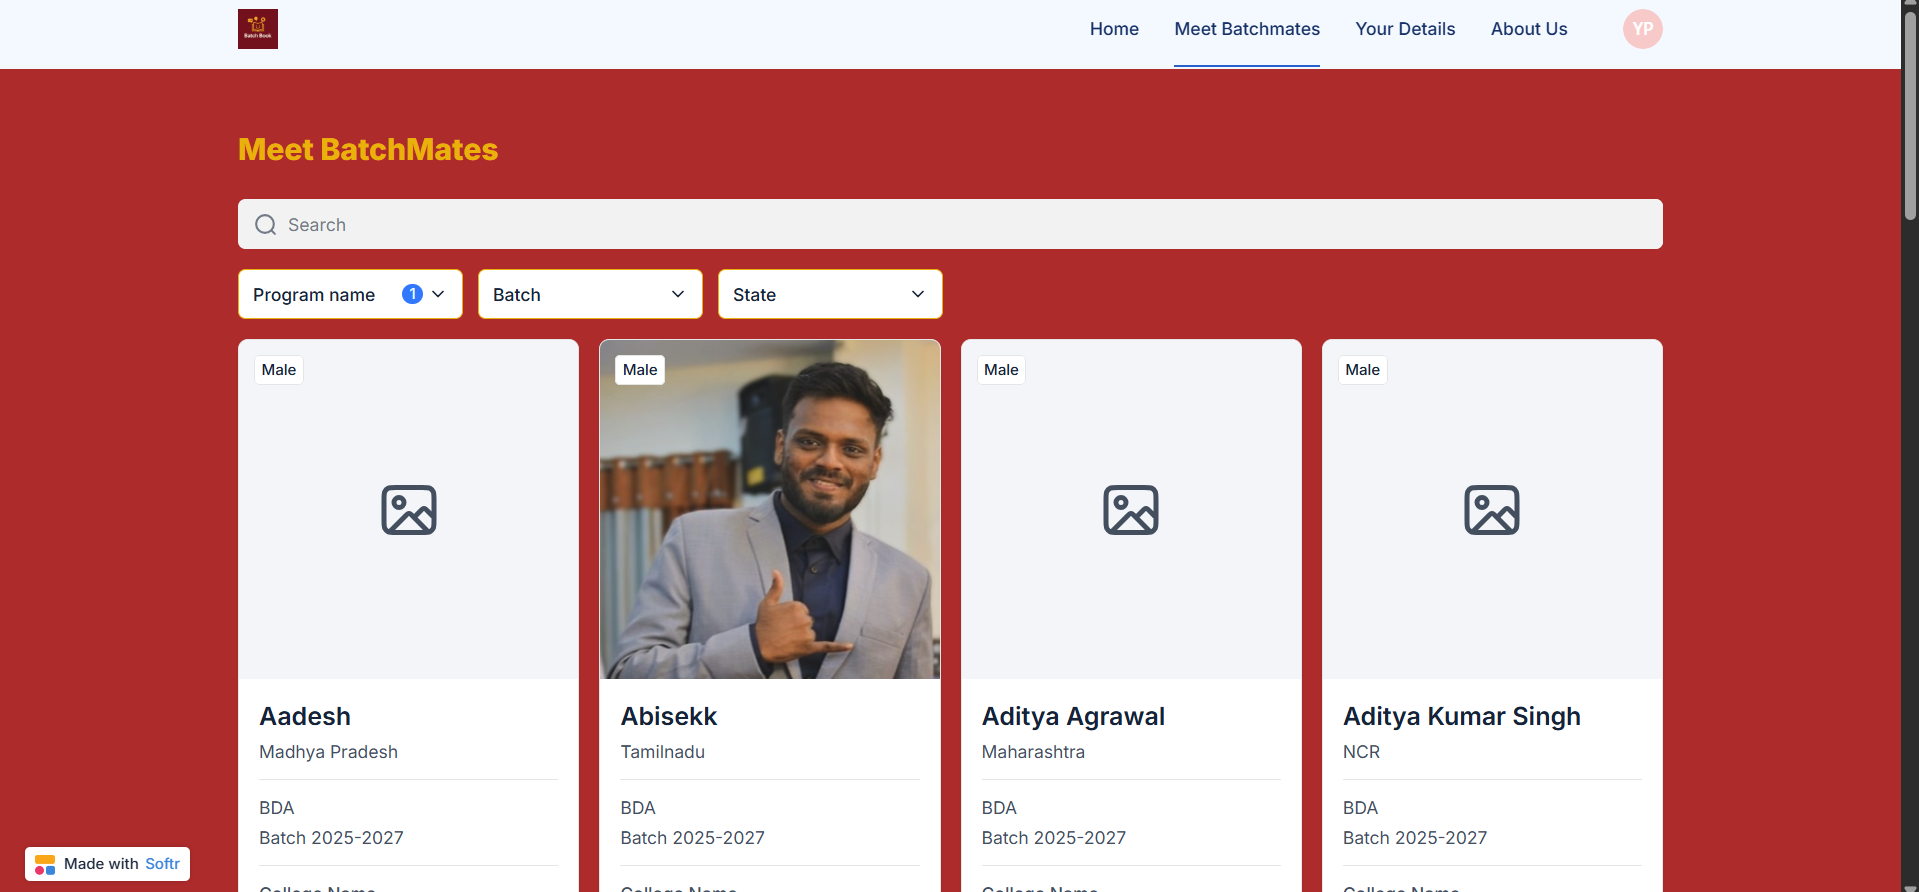 Batch Book
Home
Meet Batchmates
Your Details
About Us
YP
Meet BatchMates
Search
Program name 1
Batch
State
Male
Male
Male
Male
Aadesh
Madhya Pradesh
BDA
Batch 2025-2027
College Name
Abisekk
Tamilnadu
BDA
Batch 2025-2027
College Name
Aditya Agrawal
Maharashtra
BDA
Batch 2025-2027
College Name
Aditya Kumar Singh
NCR
BDA
Batch 2025-2027
College Name
Made with Softr